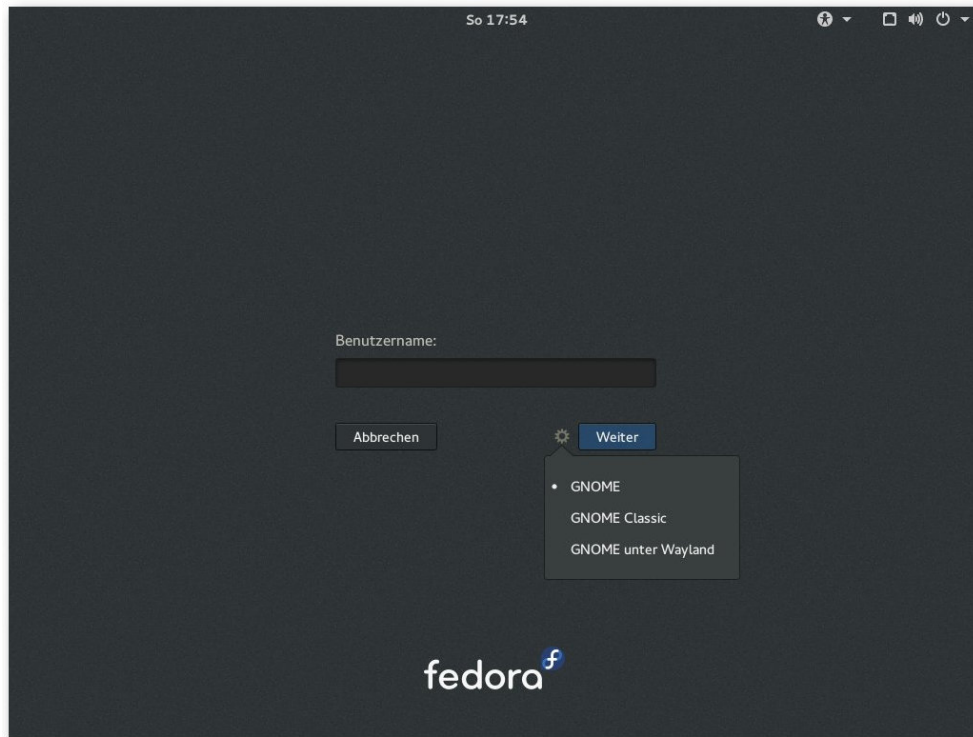 So 17:54
Benutzername:
Abbrechen
Weiter
GNOME
GNOME Classic
GNOME unter Wayland
fedora